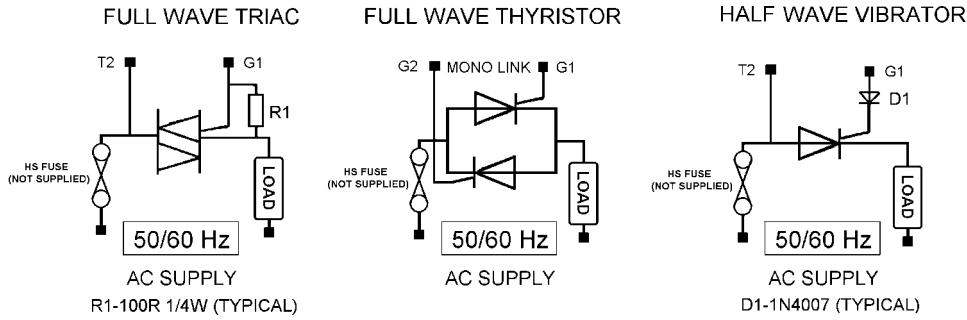 FULL WAVE TRIAC
T2
G1
R1
HS FUSE
(NOT SUPPLIED)
LOAD
50/60 Hz
AC SUPPLY
R1-100R 1/4W (TYPICAL)
FULL WAVE THYRISTOR
G2
MONO LINK
G1
HS FUSE
(NOT SUPPLIED)
LOAD
50/60 Hz
AC SUPPLY
HALF WAVE VIBRATOR
T2
G1
D1
HS FUSE
(NOT SUPPLIED)
LOAD
50/60 Hz
AC SUPPLY
D1-1N4007 (TYPICAL)